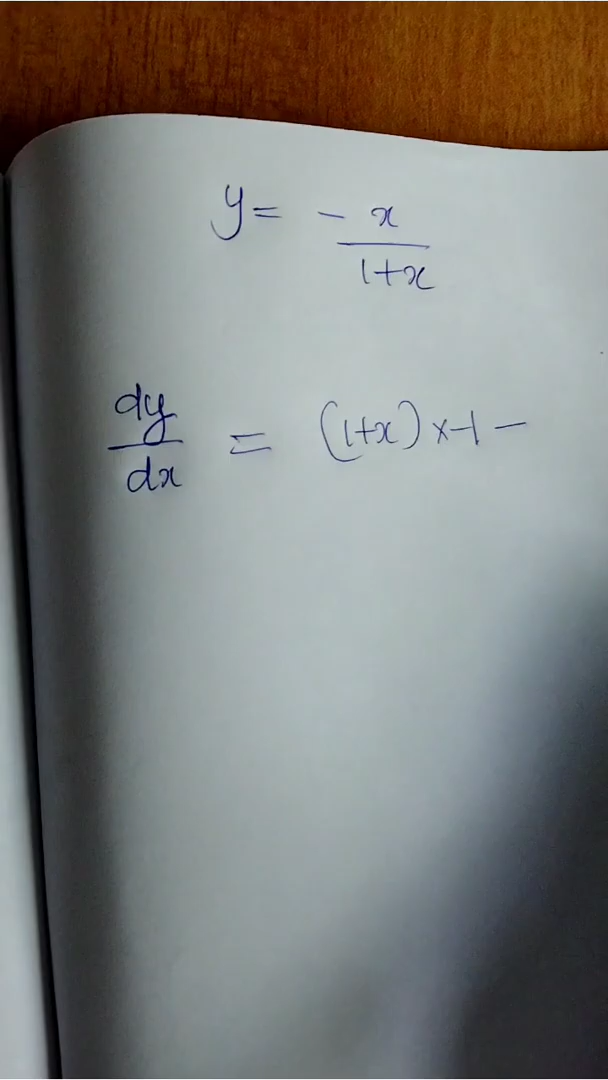 y = - x / 1+x
dy/dx = (1+x) x -1 -